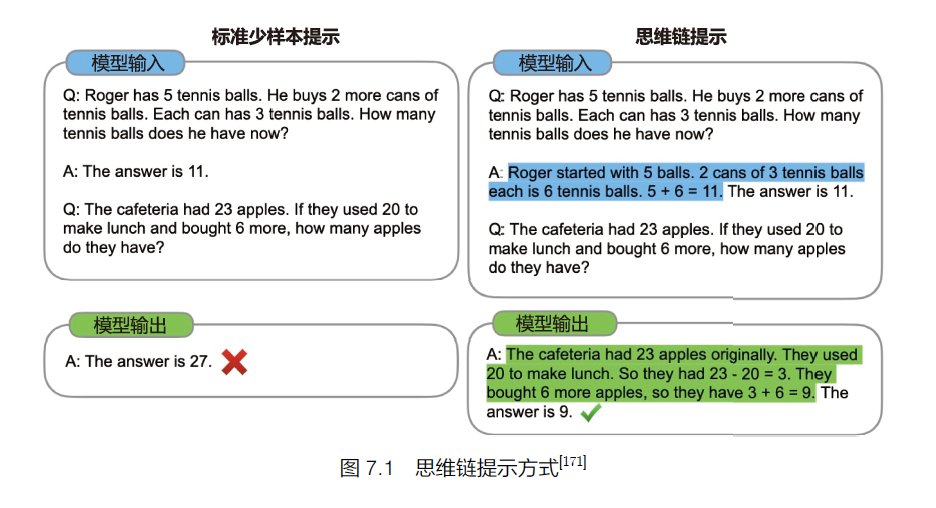 标准少样本提示
模型输入
Q: Roger has 5 tennis balls. He buys 2 more cans of
tennis balls. Each can has 3 tennis balls. How many
tennis balls does he have now?
A: The answer is 11.
Q: The cafeteria had 23 apples. If they used 20 to
make lunch and bought 6 more, how many apples
do they have?
模型输出
A: The answer is 27.
思维链提示
模型输入
Q: Roger has 5 tennis balls. He buys 2 more cans of
tennis balls. Each can has 3 tennis balls. How many
tennis balls does he have now?
A: Roger started with 5 balls. 2 cans of 3 tennis balls
each is 6 tennis balls. 5 + 6 = 11. The answer is 11.
Q: The cafeteria had 23 apples. If they used 20 to
make lunch and bought 6 more, how many apples
do they have?
模型输出
A: The cafeteria had 23 apples originally. They used
20 to make lunch. So they had 23 - 20 = 3. They
bought 6 more apples, so they have 3 + 6 = 9. The
answer is 9.
图 7.1 思维链提示方式[171]